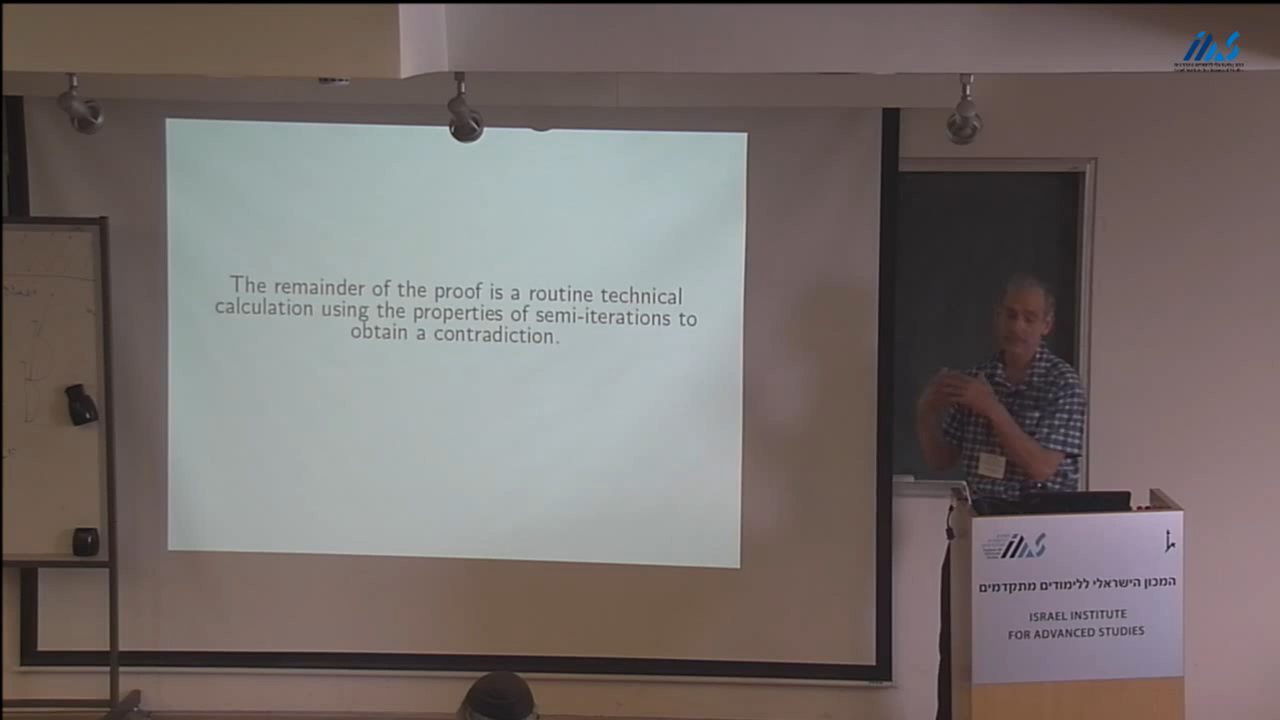 The remainder of the proof is a routine technical
calculation using the properties of semi-iterations to
obtain a contradiction.
המכון הישראלי ללימודים מתקדמים
ISRAEL INSTITUTE
FOR ADVANCED STUDIES